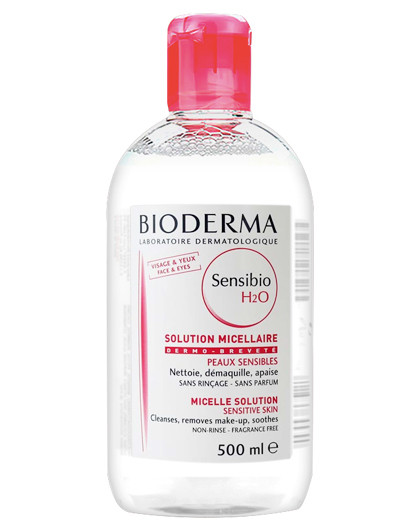 BIODERMA
LABORATOIRE DERMATOLOGIQUE
VISAGE & YEUX
FACE & EYES
Sensibio
H2O
SOLUTION MICELLAIRE
DERMO-BREVETÉ
PEAUX SENSIBLES
Nettoie, démaquille, apaise
SANS RINÇAGE - SANS PARFUM
MICELLE SOLUTION
SENSITIVE SKIN
Cleanses, removes make-up, soothes
NON-RINSE - FRAGRANCE FREE
500 ml ℮